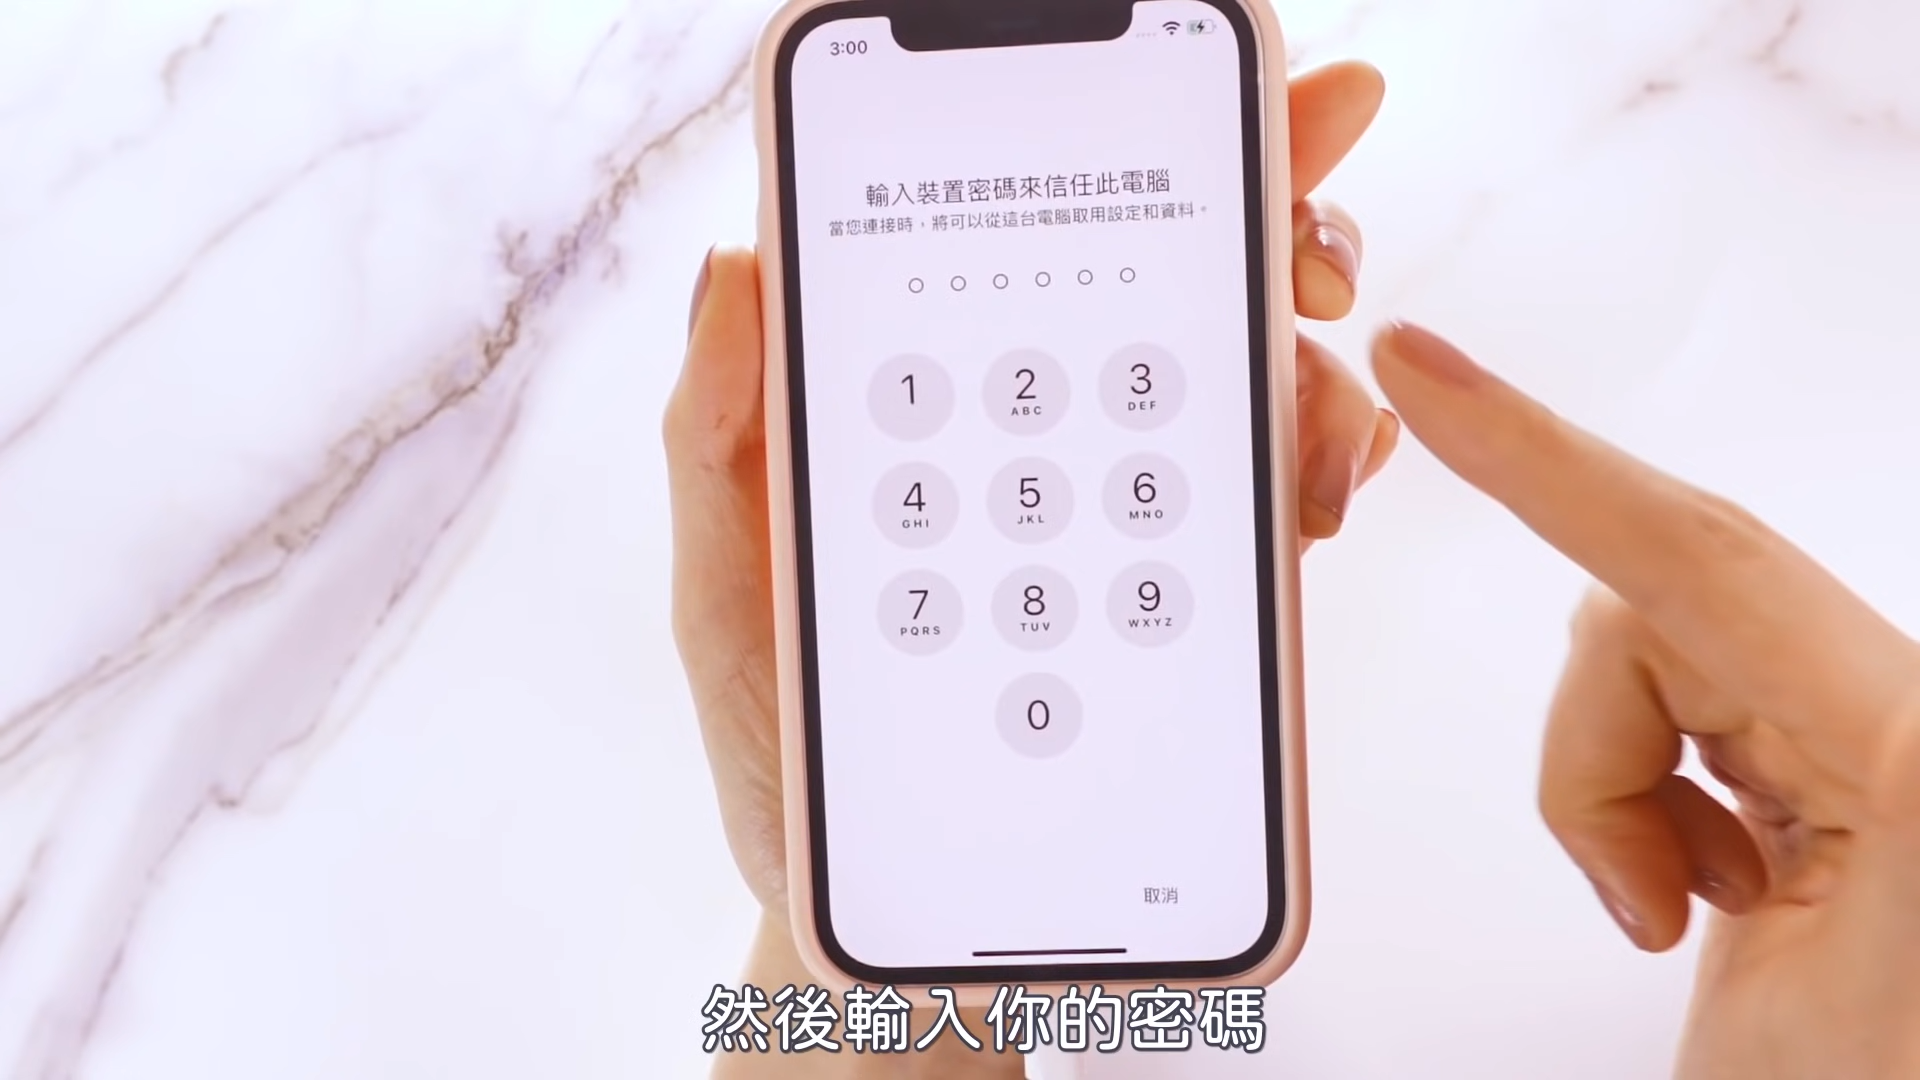 3:00
輸入裝置密碼來信任此電腦
當您連接時，將可以從這台電腦取用設定和資料。
1 2 3
ABC DEF
4 5 6
GHI JKL MNO
7 8 9
PQRS TUV WXYZ
0
取消
然後輸入你的密碼